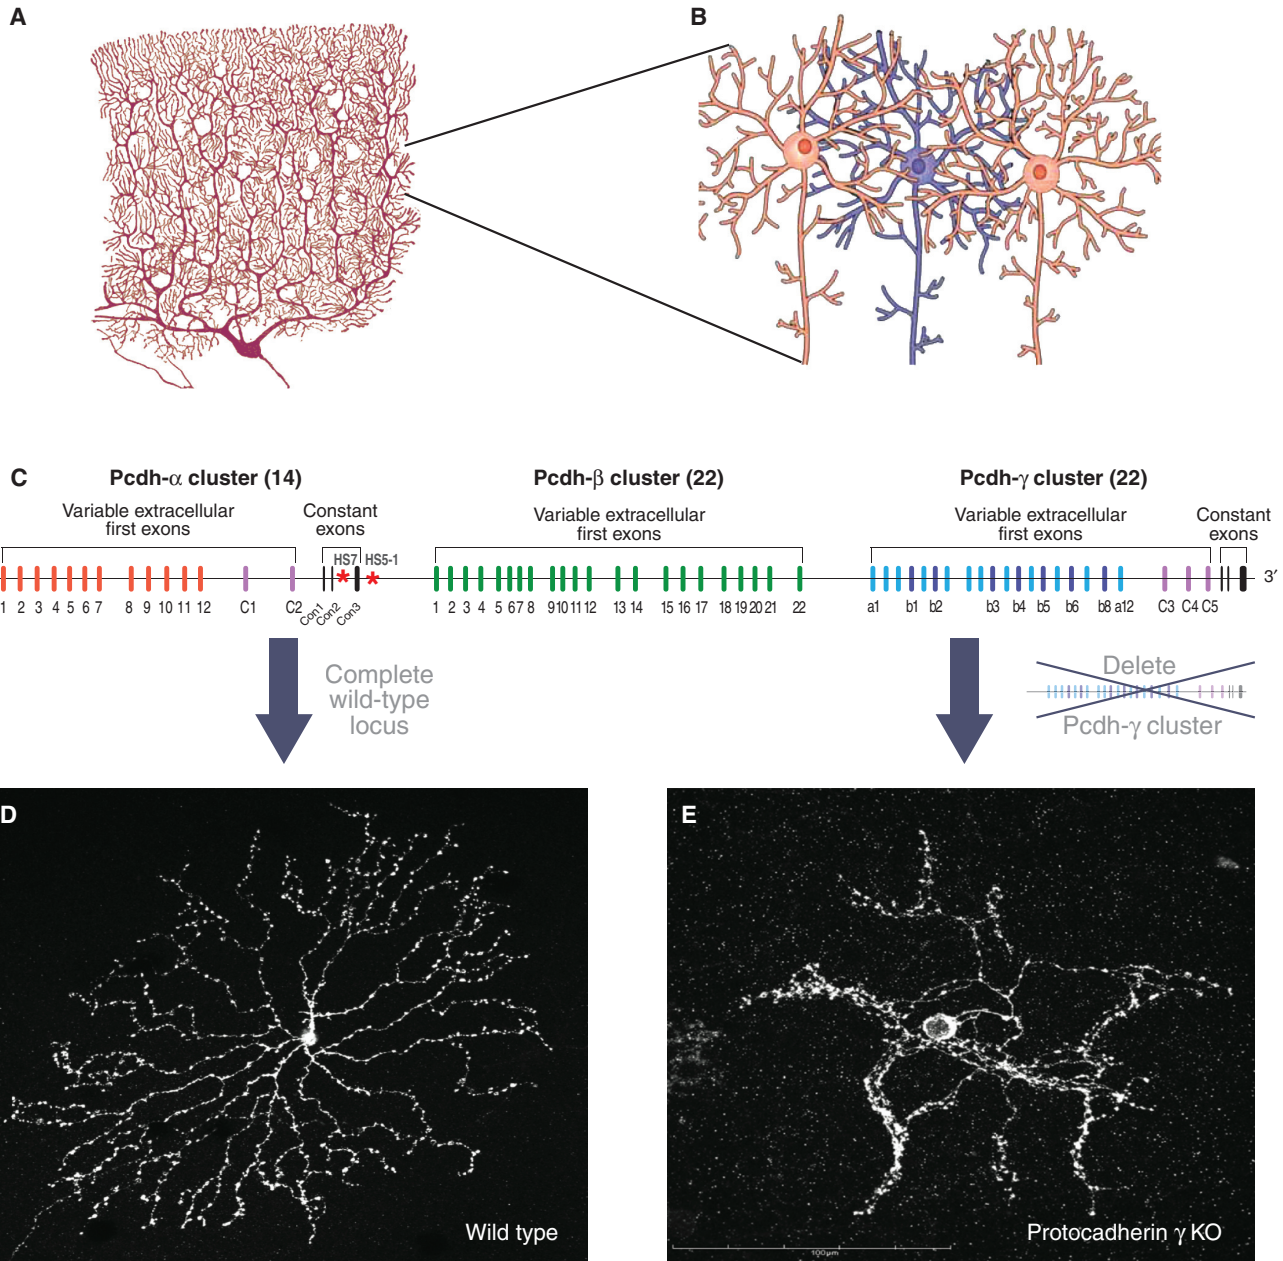 A
B
C
Pcdh-α cluster (14)
Pcdh-β cluster (22)
Pcdh-γ cluster (22)
Variable extracellular
first exons
Constant
exons
Variable extracellular
first exons
Variable extracellular
first exons
Constant
exons
HS7
HS5-1
*
*
3′
1 2 3 4 5 6 7 8 9 10 11 12 C1 C2 Con1 Con2 Con3
1 2 3 4 5 6 7 8 9 10 11 12 13 14 15 16 17 18 19 20 21 22
a1 b1 b2 b3 b4 b5 b6 b8 a12 C3 C4 C5
Complete
wild-type
locus
Delete
Pcdh-γ cluster
D
Wild type
E
Protocadherin γ KO
100µm